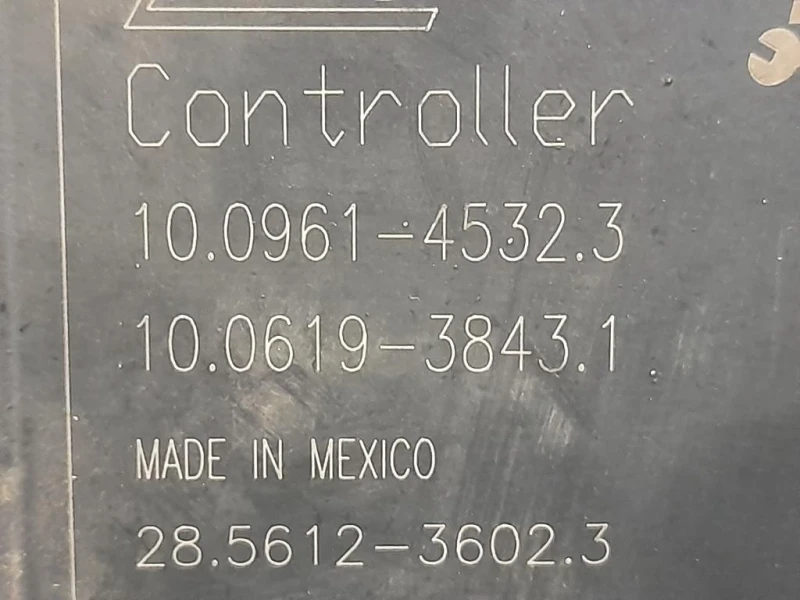 Controller
10.0961-4532.3
10.0619-3843.1
MADE IN MEXICO
28.5612-3602.3